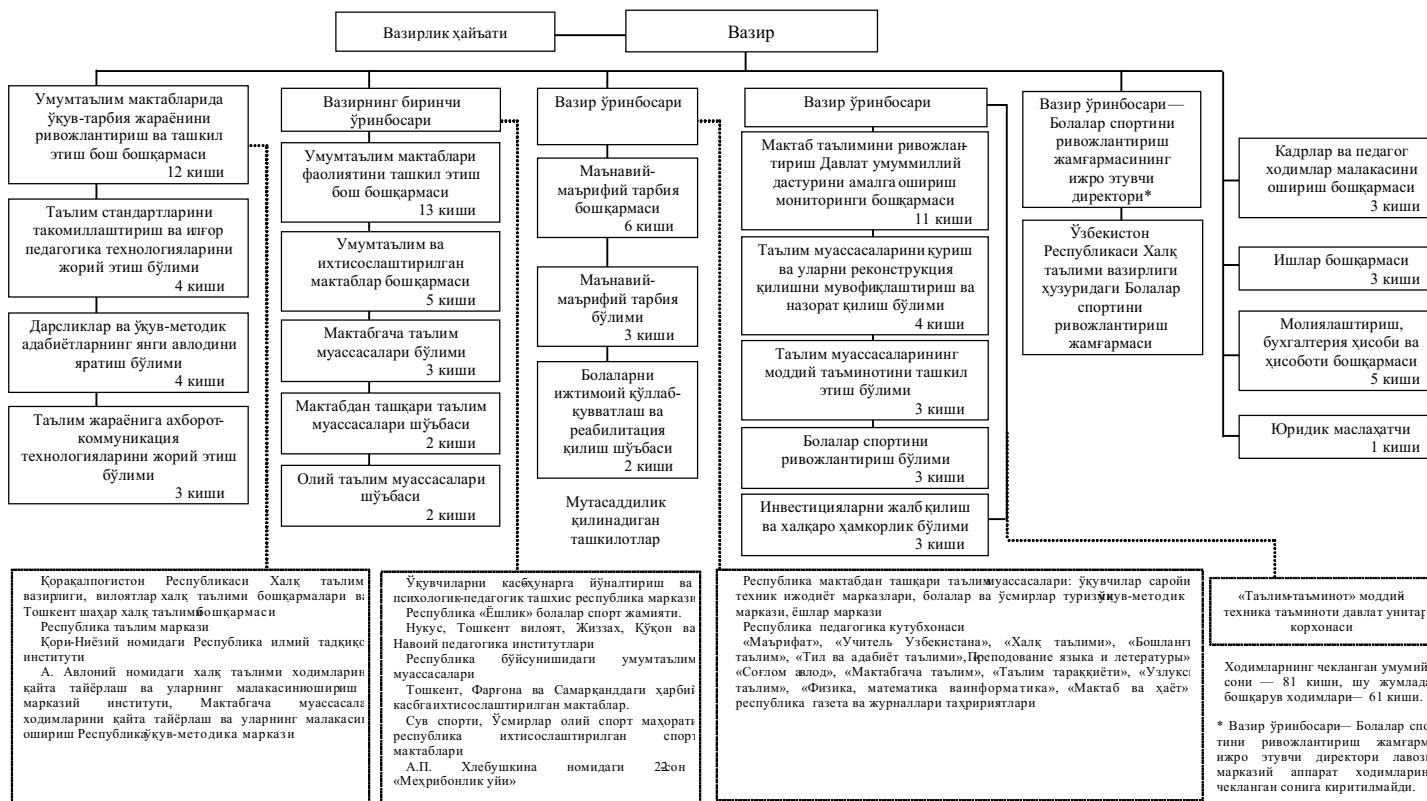 Вазирлик ҳайъати
Вазир
Умумтаълим мактабларида
ўқув-тарбия жараёнини
ривожлантириш ва ташкил
этиш бош бошқармаси
12 киши
Таълим стандартларини
такомиллаштириш ва илғор
педагогика технологияларини
жорий этиш бўлими
4 киши
Дарсликлар ва ўқув-методик
адабиётларнинг янги авлодини
яратиш бўлими
4 киши
Таълим жараёнига ахборот-
коммуникация
технологияларини жорий этиш
бўлими
3 киши
Вазирнинг биринчи
ўринбосари
Умумтаълим мактаблари
фаолиятини ташкил этиш
бош бошқармаси
13 киши
Умумтаълим ва
ихтисослаштирилган
мактаблар бошқармаси
5 киши
Мактабгача таълим
муассасалари бўлими
3 киши
Мактабдан ташқари таълим
муассасалари шўъбаси
2 киши
Олий таълим муассасалари
шўъбаси
2 киши
Вазир ўринбосари
Маънавий-
маърифий тарбия
бошқармаси
6 киши
Маънавий-
маърифий тарбия
бўлими
3 киши
Болаларни
ижтимоий қўллаб-
қувватлаш ва
реабилитация
қилиш шўъбаси
2 киши
Мутасаддилик
қилинадиган
ташкилотлар
Вазир ўринбосари
Мактаб таълимини ривожлан-
тириш Давлат умуммиллий
дастурини амалга ошириш
мониторинги бошқармаси
11 киши
Таълим муассасаларини қуриш
ва уларни реконструкция
қилишни мувофиқлаштириш ва
назорат қилиш бўлими
4 киши
Таълим муассасаларининг
моддий таъминотини ташкил
этиш бўлими
3 киши
Болалар спортини
ривожлантириш бўлими
3 киши
Инвестицияларни жалб қилиш
ва халқаро ҳамкорлик бўлими
3 киши
Вазир ўринбосари—
Болалар спортини
ривожлантириш
жамғармасининг
ижро этувчи
директори*
Ўзбекистон
Республикаси Халқ
таълими вазирлиги
ҳузуридаги Болалар
спортини
ривожлантириш
жамғармаси
Кадрлар ва педагог
ходимлар малакасини
ошириш бошқармаси
3 киши
Ишлар бошқармаси
3 киши
Молиялаштириш,
бухгалтерия ҳисоби ва
ҳисоботи бошқармаси
5 киши
Юридик маслаҳатчи
1 киши
Қорақалпоғистон Республикаси Халқ таълими
вазирлиги, вилоятлар халқ таълими бошқармалари ва
Тошкент шаҳар халқ таълими бошқармаси
Республика таълим маркази
Қори-Ниёзий номидаги Республика илмий тадқиқо
институти
А. Авлоний номидаги халқ таълими ходимларин
қайта тайёрлаш ва уларнинг малакасини ошириш
марказий институти, Мактабгача муассаса
ходимларини қайта тайёрлаш ва уларнинг малакасин
ошириш Республика ўқув-методика маркази
Ўқувчиларни касб-ҳунарга йўналтириш ва
психологик-педагогик ташхис республика маркази
Республика «Ёшлик» болалар спорт жамияти.
Нукус, Тошкент вилоят, Жиззах, Қўқон ва
Навоий педагогика институтлари
Республика бўйсунишидаги умумтаълим
муассасалари
Тошкент, Фарғона ва Самарқанддаги ҳарбий
касбга ихтисослаштирилган мактаблар.
Сув спорти, Ўсмирлар олий спорт маҳорати
республика ихтисослаштирилган спорт
мактаблари
А.П. Хлебушкина номидаги 22-сон
«Меҳрибонлик уйи»
Республика мактабдан ташқари таълим муассасалари: ўқувчилар саройи
техник ижодиёт марказлари, болалар ва ўсмирлар туризм ўқув-методик
маркази, ёшлар маркази
Республика педагогика кутубхонаси
«Маърифат», «Учитель Узбекистана», «Халқ таълими», «Бошланғи
таълим», «Тил ва адабиёт таълими», «Преподование языка и летературы»
«Соғлом авлод», «Мактабгача таълим», «Таълим тараққиёти», «Узлукс
таълим», «Физика, математика ва информатика», «Мактаб ва ҳаёт»
республика газета ва журналлари таҳририятлари
«Таълим-таъминот» моддий
техника таъминоти давлат унитар
корхонаси
Ходимларнинг чекланган умумий
сони — 81 киши, шу жумлада
бошқарув ходимлари— 61 киши.
* Вазир ўринбосари— Болалар спо
тини ривожлантириш жамғарм
ижро этувчи директори лавози
марказий аппарат ходимларин
чекланган сонига киритилмайди.